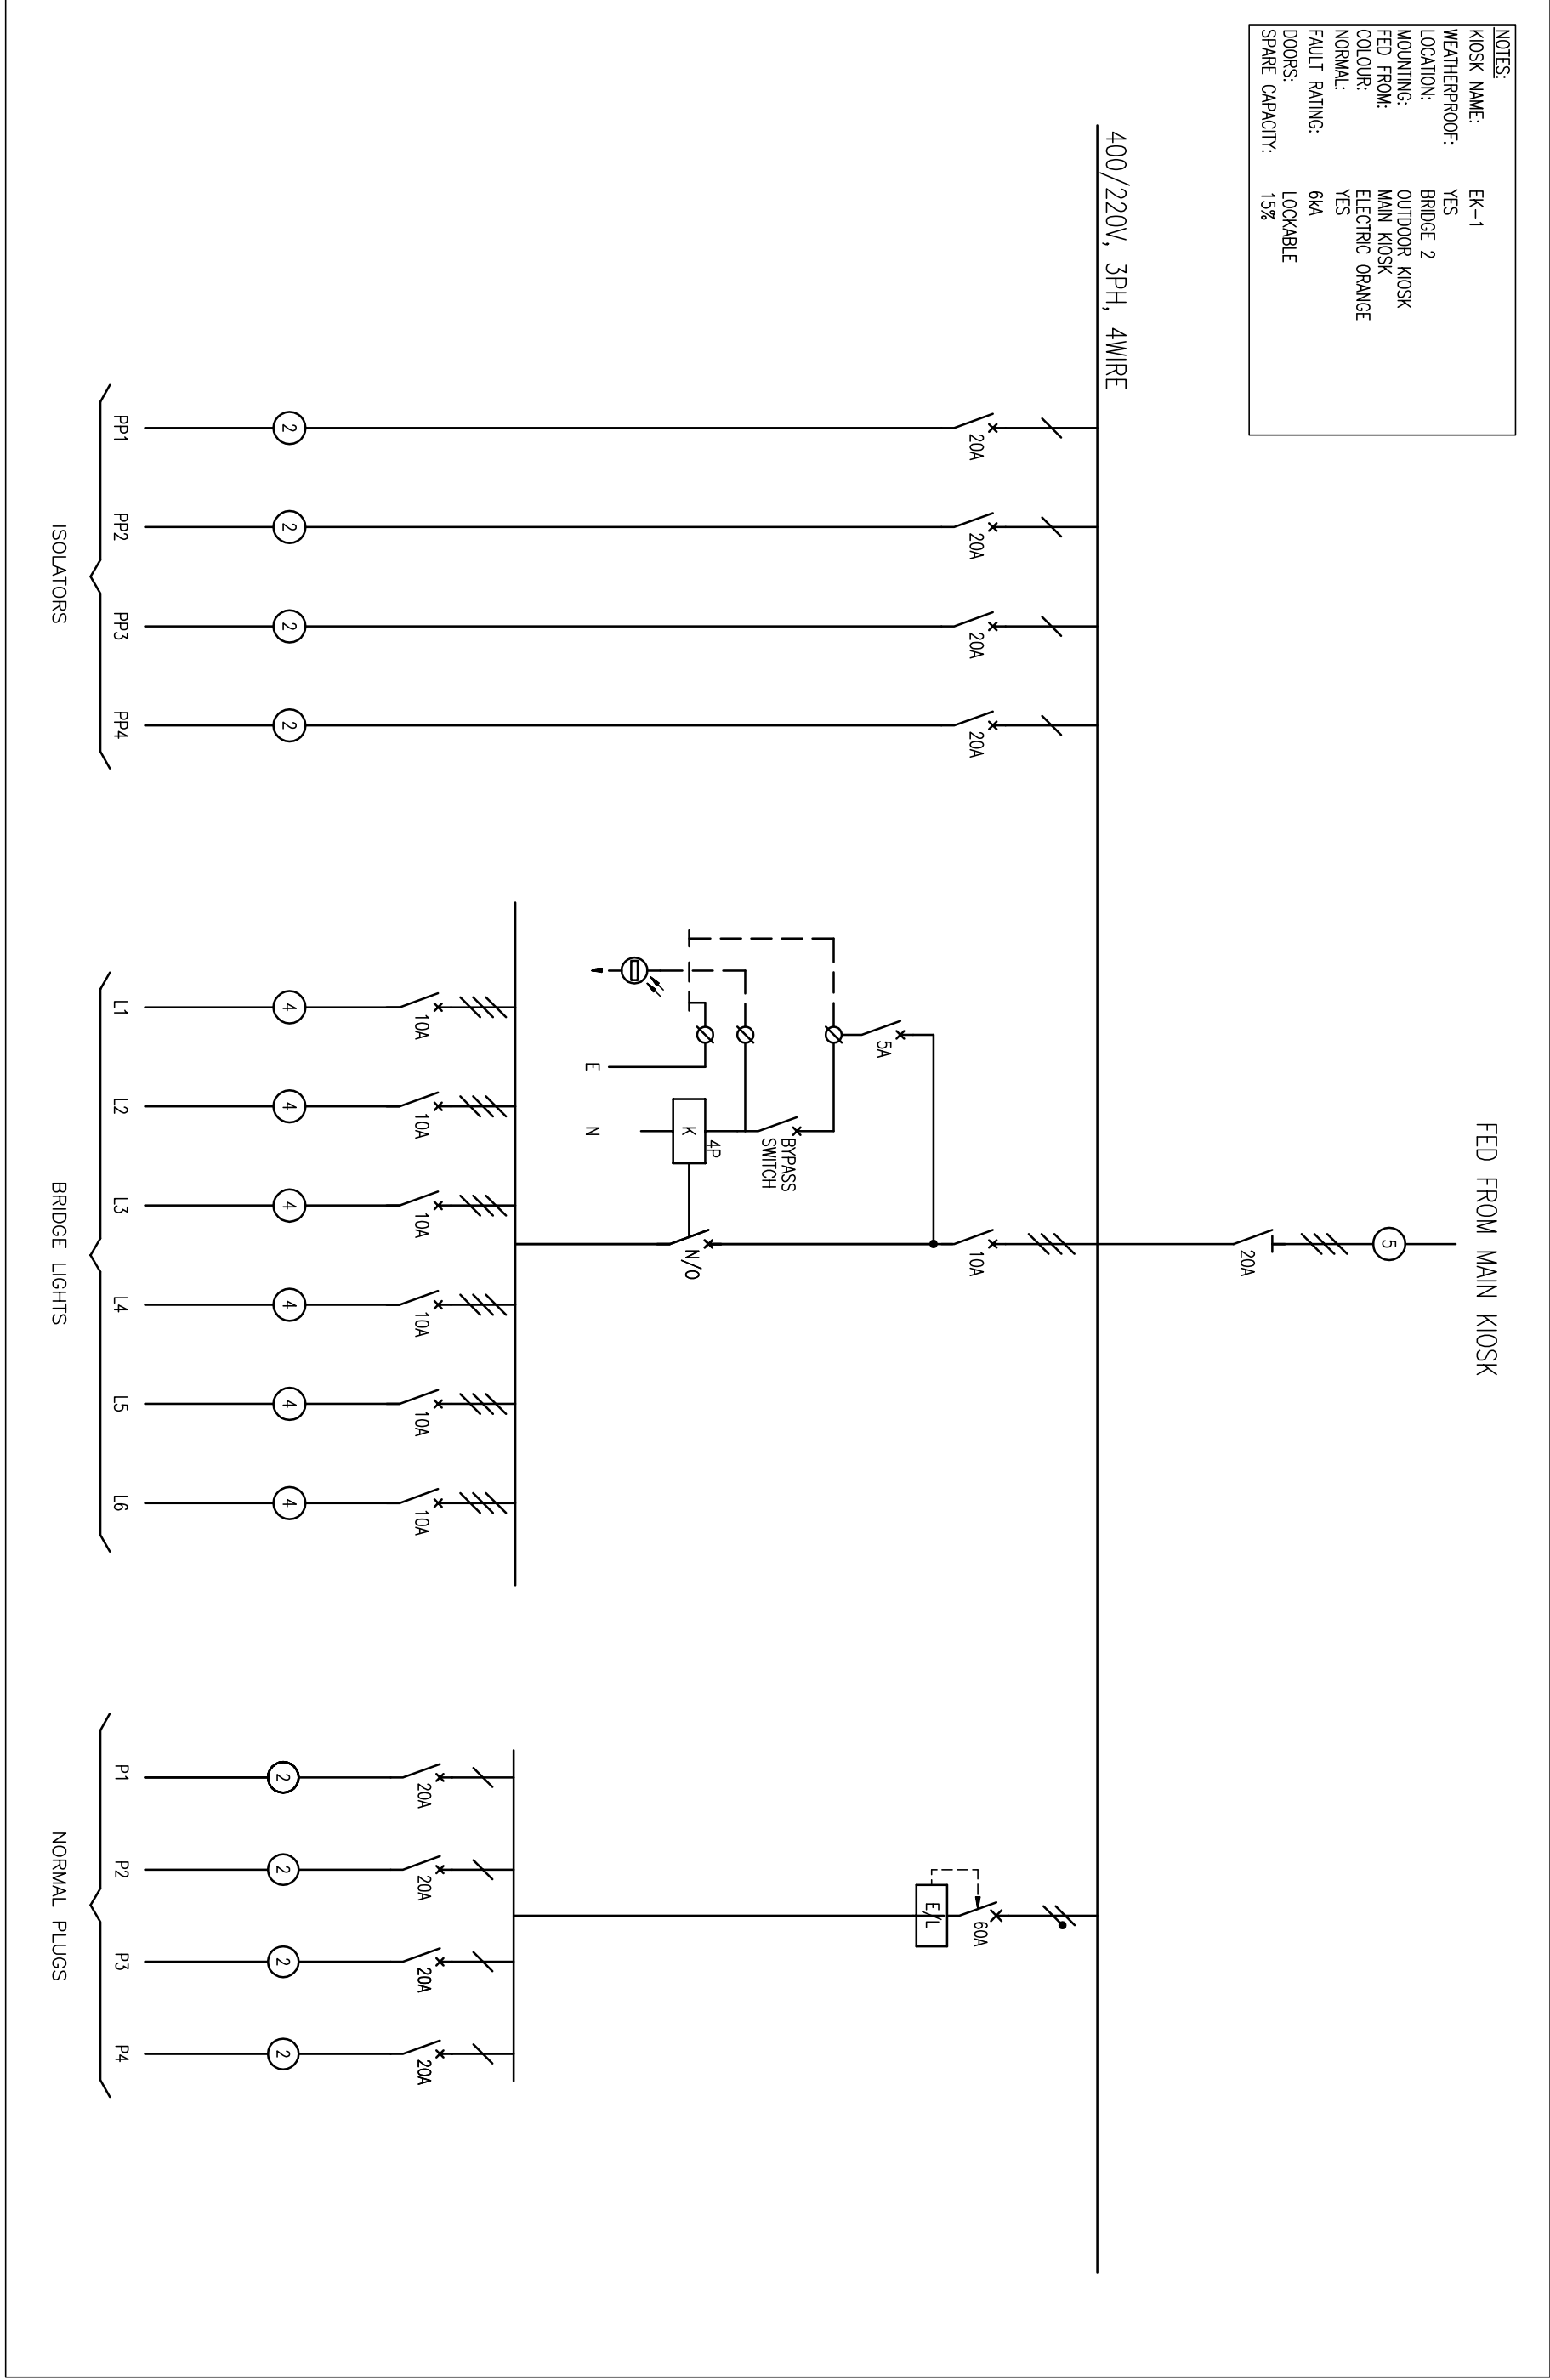 NOTES:
KIOSK NAME: EK-1
WEATHERPROOF: YES
LOCATION: BRIDGE 2
MOUNTING: OUTDOOR KIOSK
FED FROM: MAIN KIOSK
COLOUR: ELECTRIC ORANGE
NORMAL: YES
FAULT RATING: 6kA
DOORS: LOCKABLE
SPARE CAPACITY: 15%
FED FROM MAIN KIOSK
5
20A
400/220V, 3PH, 4WIRE
20A 20A 20A 20A 10A 60A
E/L
5A
BYPASS
SWITCH
4P
K
N/O
E N
10A 10A 10A 10A 10A 10A 20A 20A 20A 20A
2 2 2 2 4 4 4 4 4 4 2 2 2 2
PP1 PP2 PP3 PP4 L1 L2 L3 L4 L5 L6 P1 P2 P3 P4
ISOLATORS BRIDGE LIGHTS NORMAL PLUGS